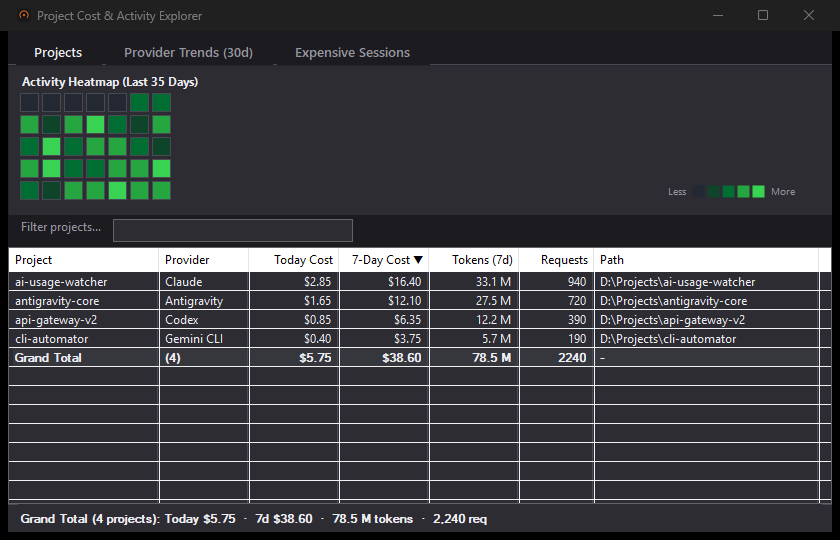 Project Cost & Activity Explorer
Projects Provider Trends (30d) Expensive Sessions
Activity Heatmap (Last 35 Days)
Less More
Filter projects...
Project Provider Today Cost 7-Day Cost ▼ Tokens (7d) Requests Path
ai-usage-watcher Claude $2.85 $16.40 33.1 M 940 D:\Projects\ai-usage-watcher
antigravity-core Antigravity $1.65 $12.10 27.5 M 720 D:\Projects\antigravity-core
api-gateway-v2 Codex $0.85 $6.35 12.2 M 390 D:\Projects\api-gateway-v2
cli-automator Gemini CLI $0.40 $3.75 5.7 M 190 D:\Projects\cli-automator
Grand Total (4) $5.75 $38.60 78.5 M 2240 -
Grand Total (4 projects): Today $5.75 · 7d $38.60 · 78.5 M tokens · 2,240 req